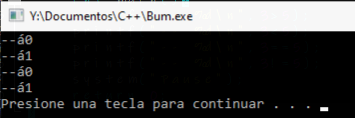 Y:\Documentos\C++\Bum.exe
--á0
--á1
--á0
--á1
Presione una tecla para continuar . . .